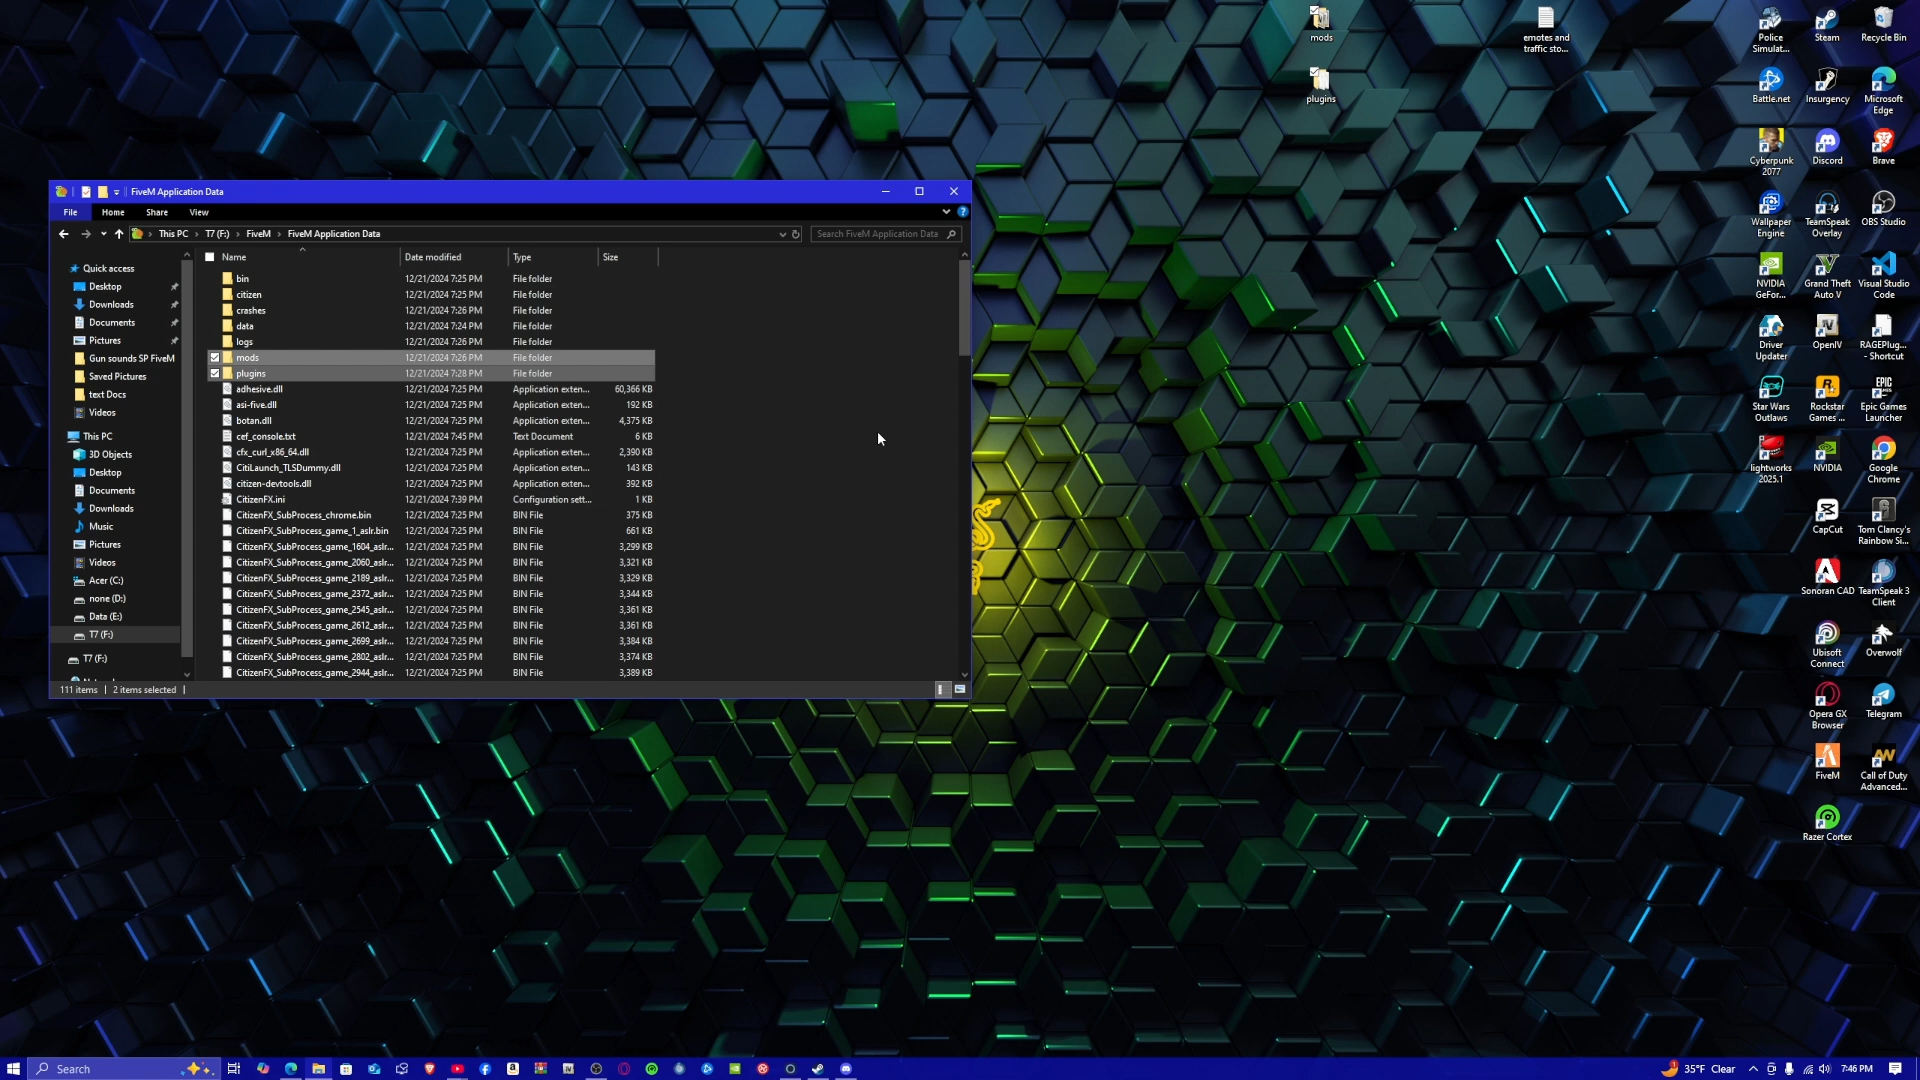 mods
plugins
emotes and
traffic sto...
Police
Simulat...
Steam
Recycle Bin
Battle.net
Insurgency
Microsoft
Edge
Cyberpunk
2077
Discord
Brave
Wallpaper
Engine
TeamSpeak
Overlay
OBS Studio
NVIDIA
GeFor...
Grand Theft
Auto V
Visual Studio
Code
Driver
Updater
OpenIV
RAGEPlug...
- Shortcut
Star Wars
Outlaws
Rockstar
Games ...
Epic Games
Launcher
lightworks
2025.1
NVIDIA
Google
Chrome
CapCut
Tom Clancy's
Rainbow Si...
Sonoran CAD
TeamSpeak 3
Client
Ubisoft
Connect
Overwolf
Opera GX
Browser
Telegram
FiveM
Call of Duty
Advanced...
Razer Cortex
FiveM Application Data
File Home Share View
This PC › T7 (F:) › FiveM › FiveM Application Data
Search FiveM Application Data
Quick access
Desktop
Downloads
Documents
Pictures
Gun sounds SP FiveM
Saved Pictures
text Docs
Videos
This PC
3D Objects
Desktop
Documents
Downloads
Music
Pictures
Videos
Acer (C:)
none (D:)
Data (E:)
T7 (F:)
T7 (F:)
Name Date modified Type Size
bin 12/21/2024 7:25 PM File folder
citizen 12/21/2024 7:25 PM File folder
crashes 12/21/2024 7:26 PM File folder
data 12/21/2024 7:24 PM File folder
logs 12/21/2024 7:26 PM File folder
mods 12/21/2024 7:26 PM File folder
plugins 12/21/2024 7:28 PM File folder
adhesive.dll 12/21/2024 7:25 PM Application exten... 60,366 KB
asi-five.dll 12/21/2024 7:25 PM Application exten... 192 KB
botan.dll 12/21/2024 7:25 PM Application exten... 4,375 KB
cef_console.txt 12/21/2024 7:45 PM Text Document 6 KB
cfx_curl_x86_64.dll 12/21/2024 7:25 PM Application exten... 2,390 KB
CitiLaunch_TLSDummy.dll 12/21/2024 7:25 PM Application exten... 143 KB
citizen-devtools.dll 12/21/2024 7:25 PM Application exten... 392 KB
CitizenFX.ini 12/21/2024 7:39 PM Configuration sett... 1 KB
CitizenFX_SubProcess_chrome.bin 12/21/2024 7:25 PM BIN File 375 KB
CitizenFX_SubProcess_game_1_aslr.bin 12/21/2024 7:25 PM BIN File 661 KB
CitizenFX_SubProcess_game_1604_aslr... 12/21/2024 7:25 PM BIN File 3,299 KB
CitizenFX_SubProcess_game_2060_aslr... 12/21/2024 7:25 PM BIN File 3,321 KB
CitizenFX_SubProcess_game_2189_aslr... 12/21/2024 7:25 PM BIN File 3,329 KB
CitizenFX_SubProcess_game_2372_aslr... 12/21/2024 7:25 PM BIN File 3,344 KB
CitizenFX_SubProcess_game_2545_aslr... 12/21/2024 7:25 PM BIN File 3,361 KB
CitizenFX_SubProcess_game_2612_aslr... 12/21/2024 7:25 PM BIN File 3,361 KB
CitizenFX_SubProcess_game_2699_aslr... 12/21/2024 7:25 PM BIN File 3,384 KB
CitizenFX_SubProcess_game_2802_aslr... 12/21/2024 7:25 PM BIN File 3,374 KB
CitizenFX_SubProcess_game_2944_aslr... 12/21/2024 7:25 PM BIN File 3,389 KB
111 items 2 items selected
Search
35°F Clear
7:46 PM